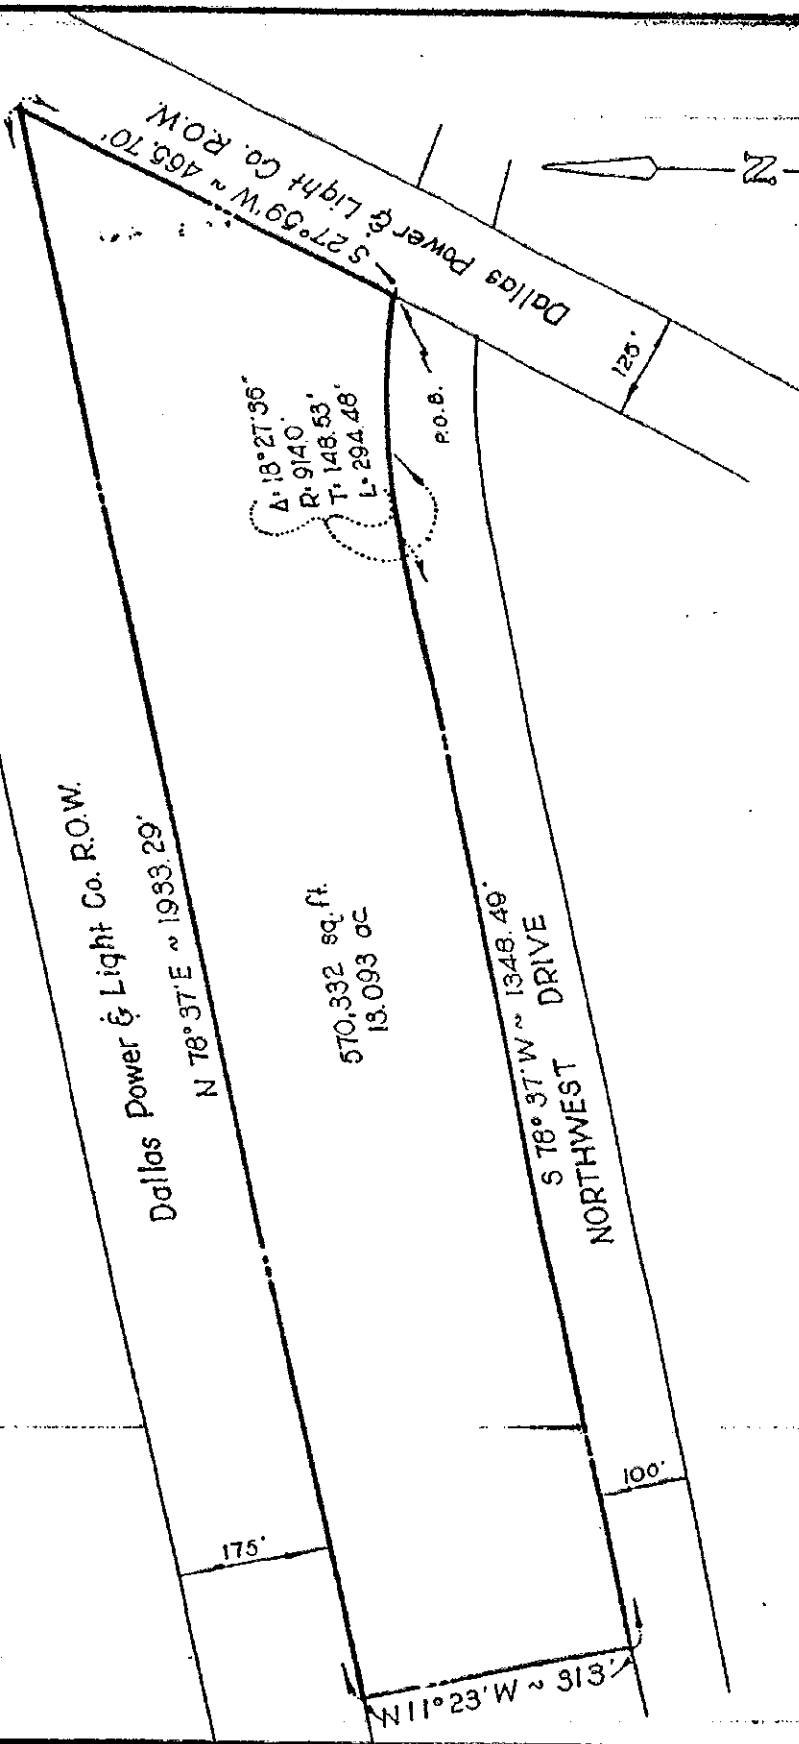 Dallas Power & Light Co. R.O.W.
S 27°59'W ~ 465.70'
N
125'
P.O.B.
Δ: 18°27'36"
R: 914.0'
T: 148.53'
L: 294.48'
Dallas Power & Light Co. R.O.W.
N 78°37'E ~ 1933.29'
570,332 sq.ft.
13.093 ac
S 78°37'W ~ 1348.49'
NORTHWEST DRIVE
175'
100'
N11°23'W ~ 313'